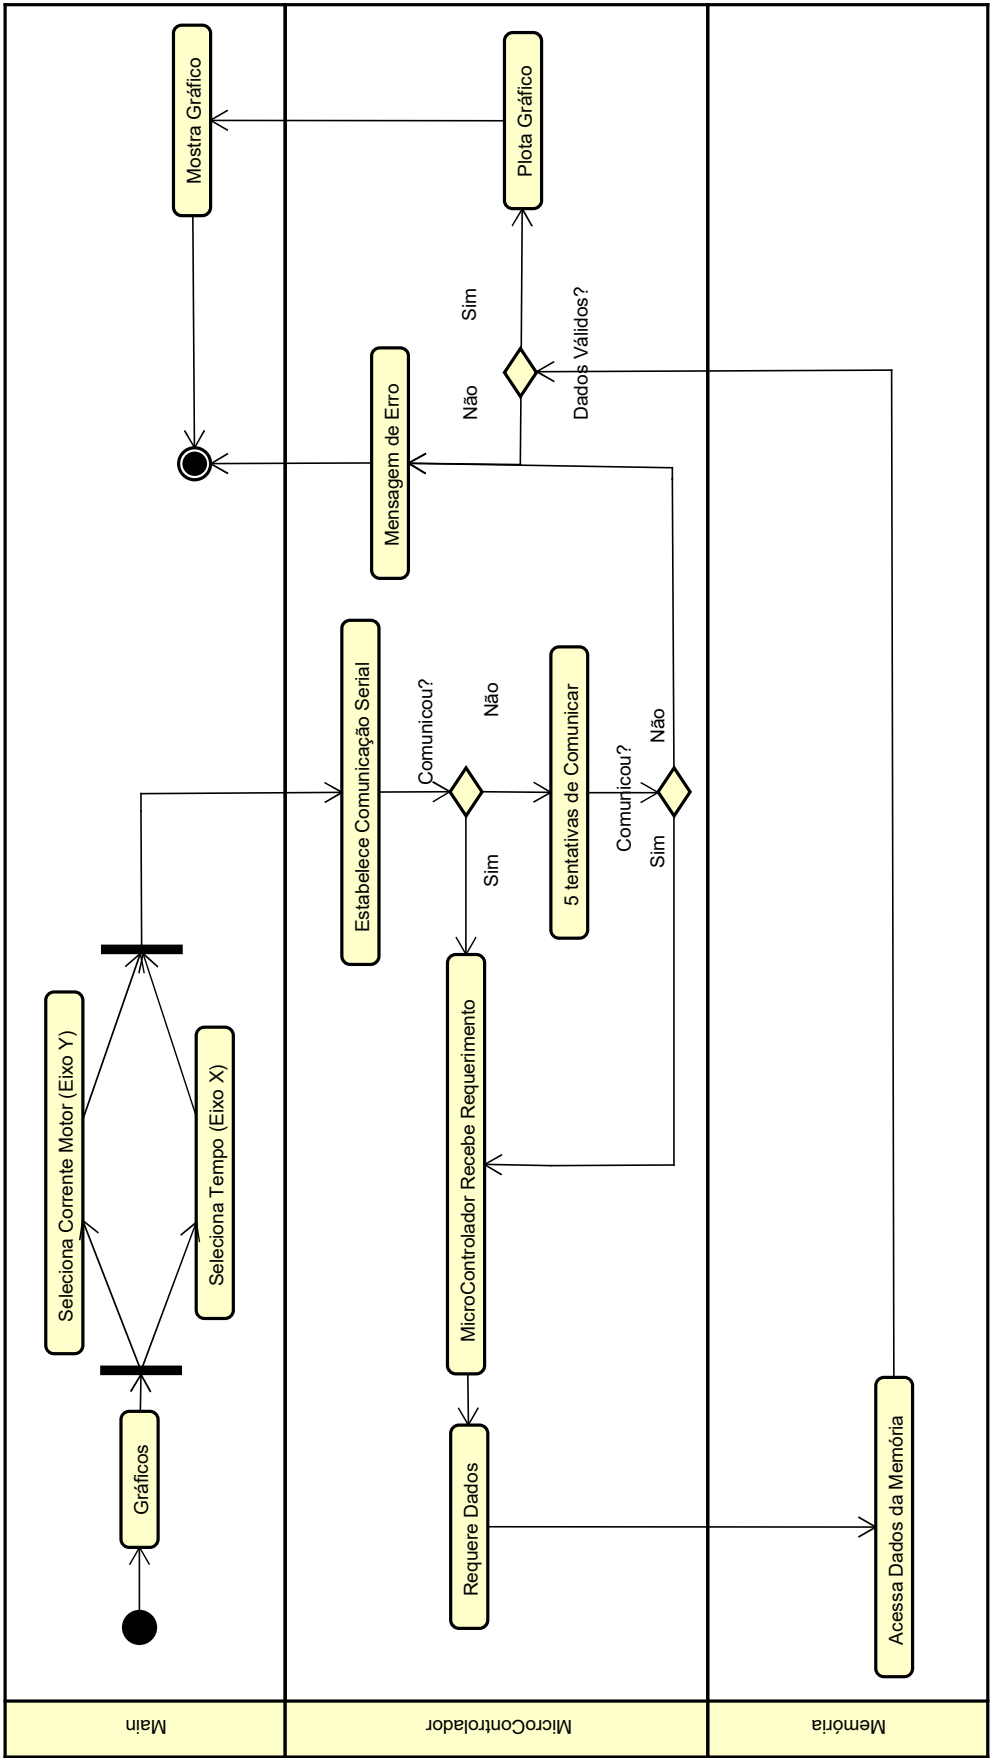 Main
Gráficos
Seleciona Corrente Motor (Eixo Y)
Seleciona Tempo (Eixo X)
Mostra Gráfico
MicroControlador
Estabelece Comunicação Serial
Comunicou?
Não
Sim
5 tentativas de Comunicar
Comunicou?
Não
Sim
MicroControlador Recebe Requerimento
Requere Dados
Mensagem de Erro
Não
Sim
Dados Válidos?
Plota Gráfico
Memória
Acessa Dados da Memória